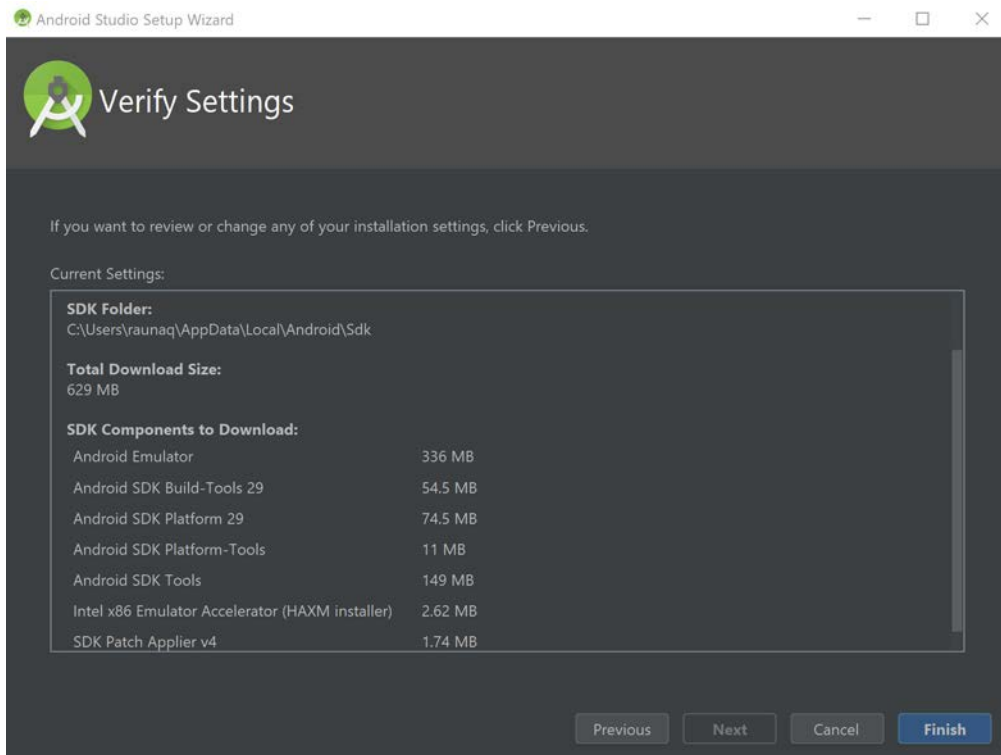 Android Studio Setup Wizard
Verify Settings
If you want to review or change any of your installation settings, click Previous.
Current Settings:
SDK Folder:
C:\Users\raunaq\AppData\Local\Android\Sdk
Total Download Size:
629 MB
SDK Components to Download:
Android Emulator 336 MB
Android SDK Build-Tools 29 54.5 MB
Android SDK Platform 29 74.5 MB
Android SDK Platform-Tools 11 MB
Android SDK Tools 149 MB
Intel x86 Emulator Accelerator (HAXM installer) 2.62 MB
SDK Patch Applier v4 1.74 MB
Previous Next Cancel Finish